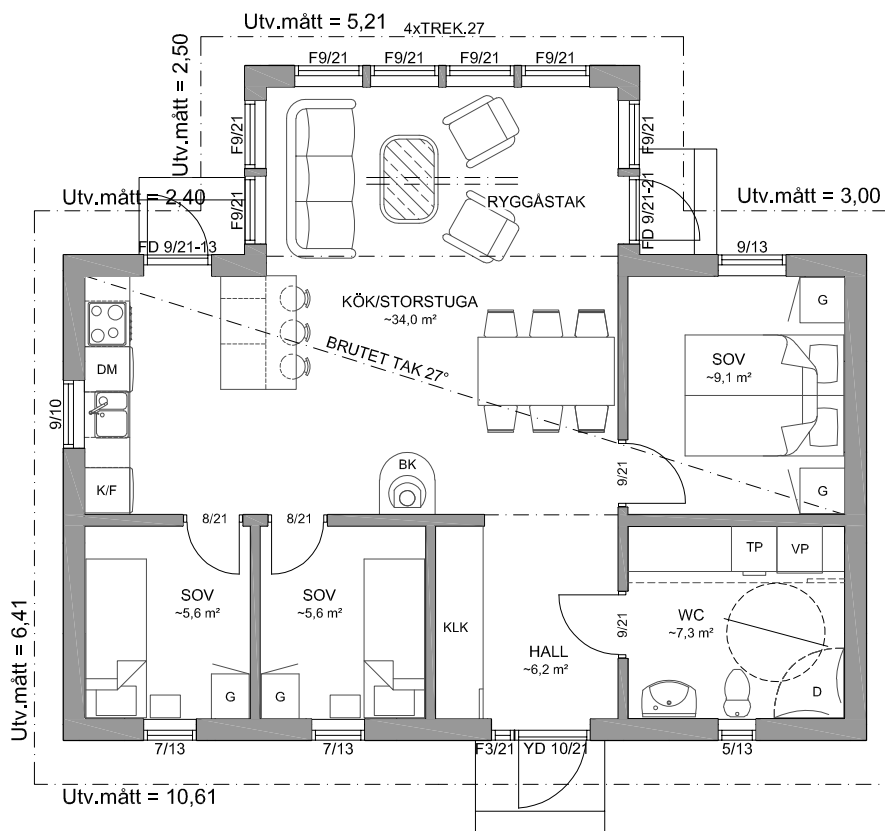 Utv.mått = 5,21
4xTREK.27
F9/21
F9/21
F9/21
F9/21
Utv.mått = 2,50
F9/21
F9/21
Utv.mått = 2,40
F9/21
RYGGÅSTAK
FD 9/21-21
Utv.mått = 3,00
FD 9/21-13
9/13
KÖK/STORSTUGA
~34,0 m²
G
DM
BRUTET TAK 27°
SOV
~9,1 m²
9/10
K/F
BK
9/21
G
8/21
8/21
TP
VP
SOV
~5,6 m²
SOV
~5,6 m²
KLK
9/21
WC
~7,3 m²
Utv.mått = 6,41
HALL
~6,2 m²
G
G
D
7/13
7/13
F3/21
YD 10/21
5/13
Utv.mått = 10,61